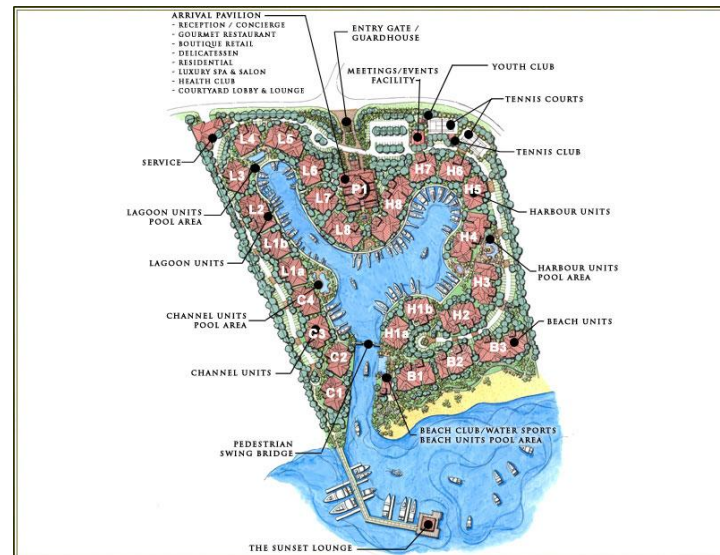 ARRIVAL PAVILION
- RECEPTION / CONCIERGE
- GOURMET RESTAURANT
- BOUTIQUE RETAIL
- DELICATESSEN
- RESIDENTIAL
- LUXURY SPA & SALON
- HEALTH CLUB
- COURTYARD LOBBY & LOUNGE
ENTRY GATE /
GUARDHOUSE
MEETINGS/EVENTS
FACILITY
YOUTH CLUB
TENNIS COURTS
TENNIS CLUB
SERVICE
L4
L5
L3
L6
L7
P1
H8
H7
H6
H5
L2
L8
LAGOON UNITS
POOL AREA
HARBOUR UNITS
L1b
H4
LAGOON UNITS
L1a
H3
HARBOUR UNITS
POOL AREA
CHANNEL UNITS
POOL AREA
C4
H1b
H2
C3
H1a
BEACH UNITS
B3
CHANNEL UNITS
C2
B2
B1
C1
BEACH CLUB/WATER SPORTS
BEACH UNITS POOL AREA
PEDESTRIAN
SWING BRIDGE
THE SUNSET LOUNGE